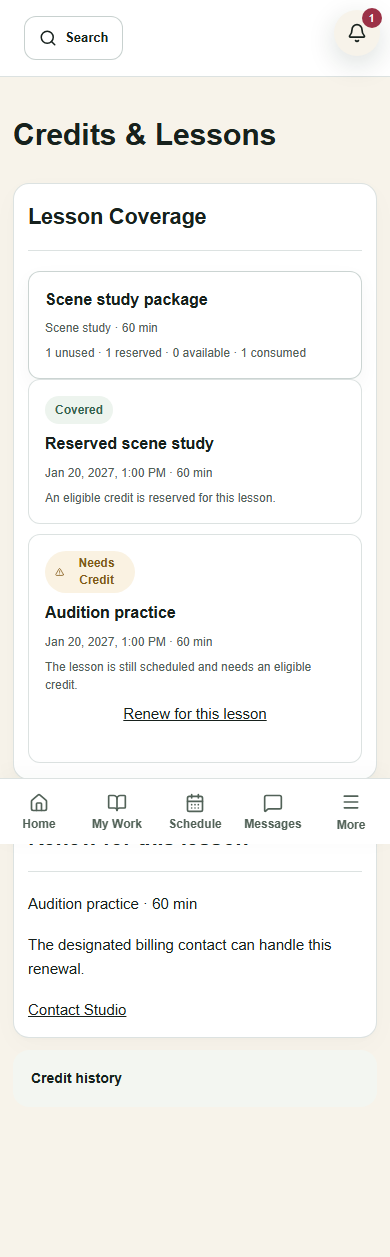 Search
1
Credits & Lessons
Lesson Coverage
Scene study package
Scene study · 60 min
1 unused · 1 reserved · 0 available · 1 consumed
Covered
Reserved scene study
Jan 20, 2027, 1:00 PM · 60 min
An eligible credit is reserved for this lesson.
Needs
Credit
Audition practice
Jan 20, 2027, 1:00 PM · 60 min
The lesson is still scheduled and needs an eligible
credit.
Renew for this lesson
Home
My Work
Schedule
Messages
More
Renew for this lesson
Audition practice · 60 min
The designated billing contact can handle this
renewal.
Contact Studio
Credit history